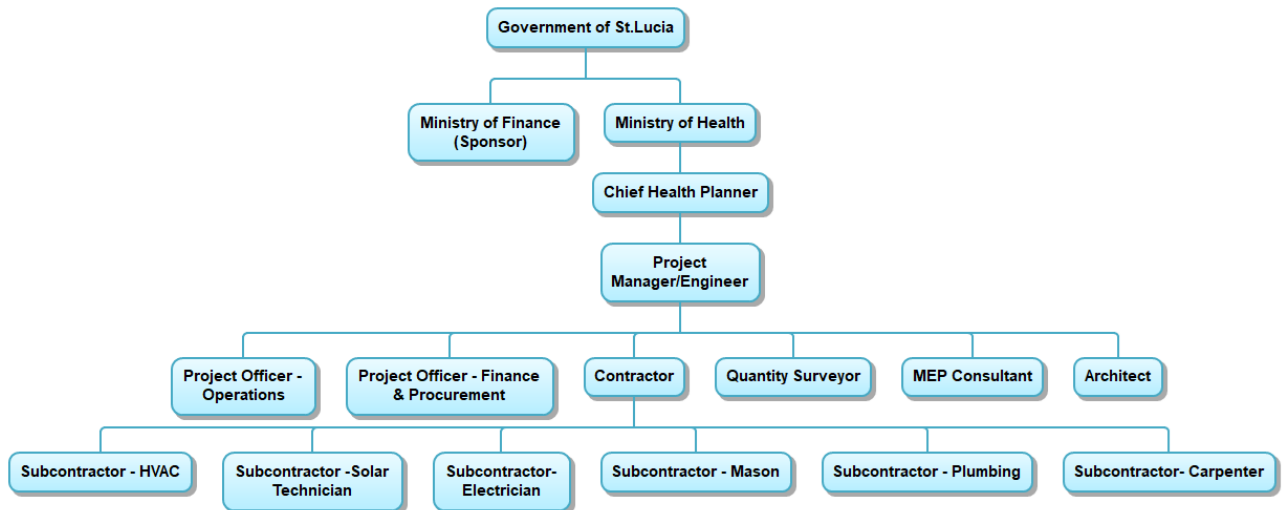 Government of St.Lucia
Ministry of Finance
(Sponsor)
Ministry of Health
Chief Health Planner
Project
Manager/Engineer
Project Officer -
Operations
Project Officer - Finance
& Procurement
Contractor
Quantity Surveyor
MEP Consultant
Architect
Subcontractor - HVAC
Subcontractor -Solar
Technician
Subcontractor-
Electrician
Subcontractor - Mason
Subcontractor - Plumbing
Subcontractor- Carpenter